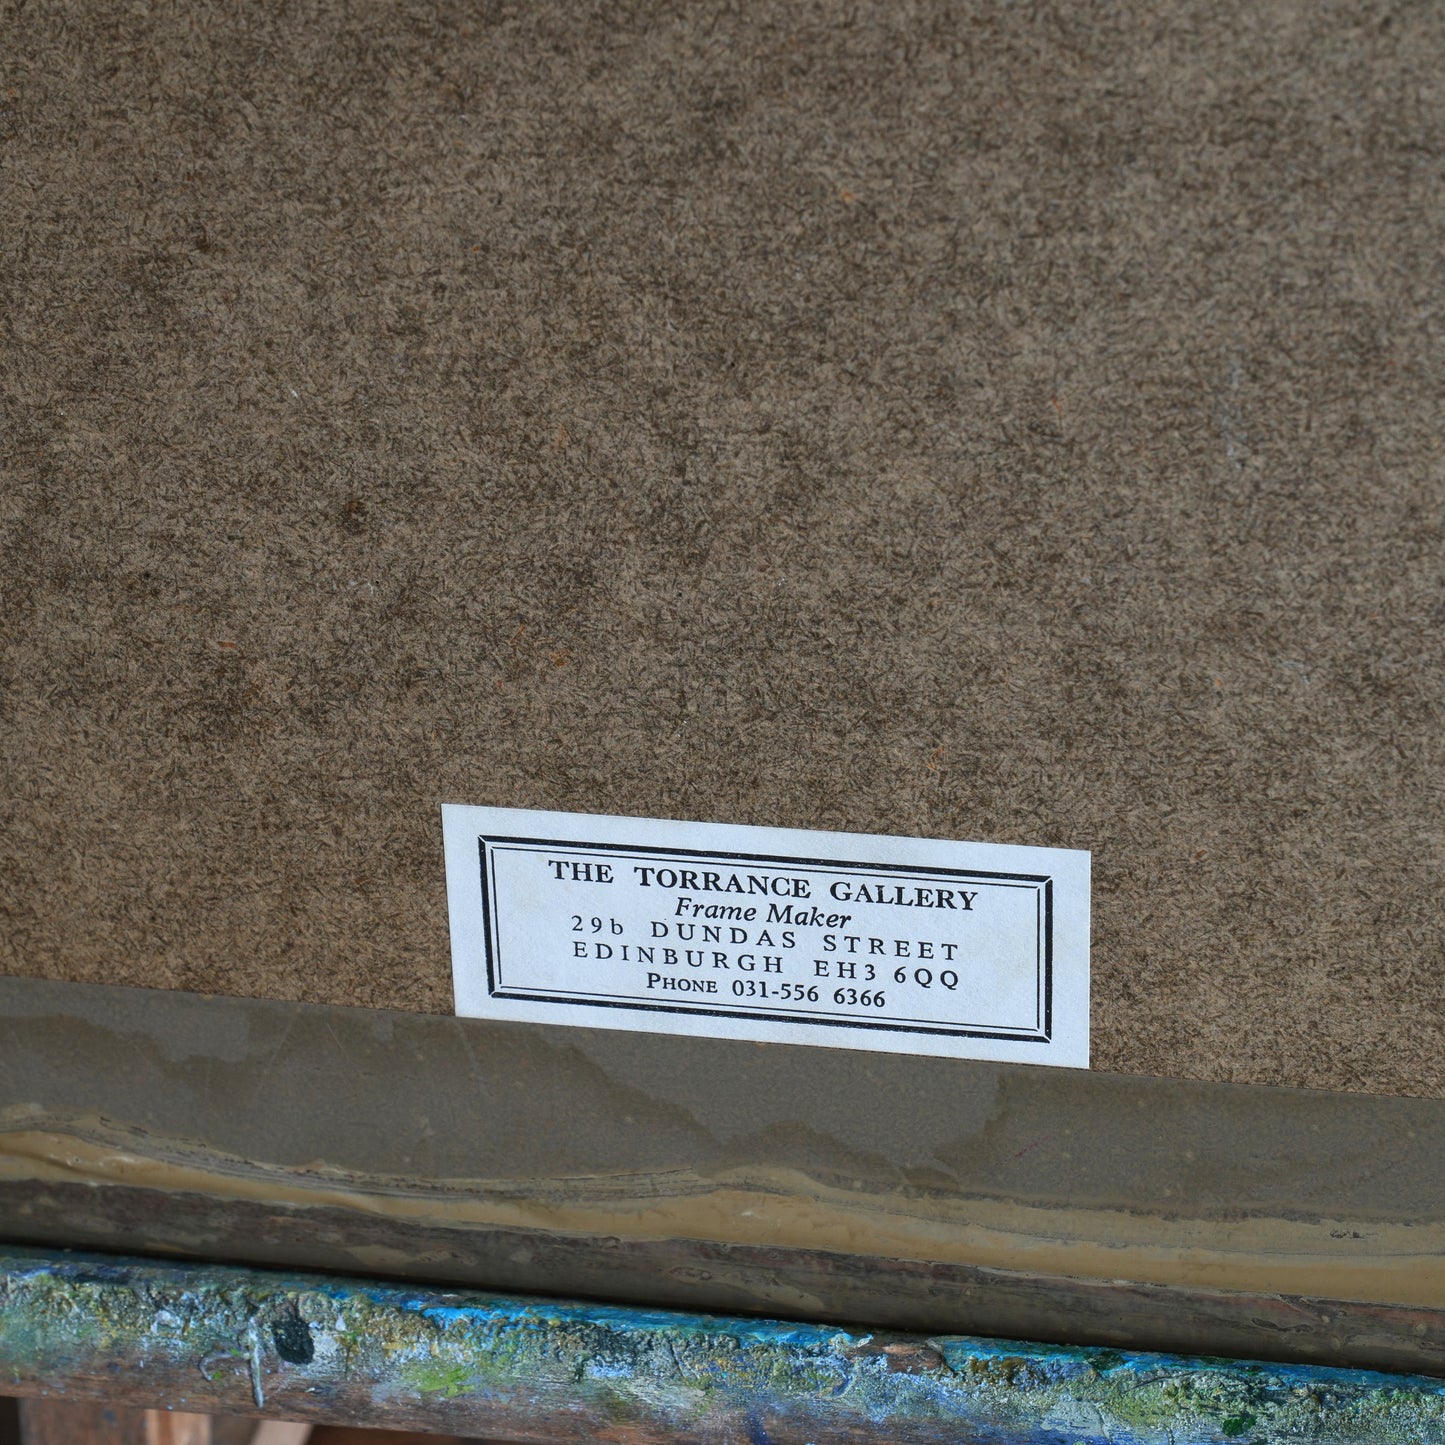 THE TORRANCE GALLERY
Frame Maker
29b DUNDAS STREET
EDINBURGH EH3 6QQ
PHONE 031-556 6366